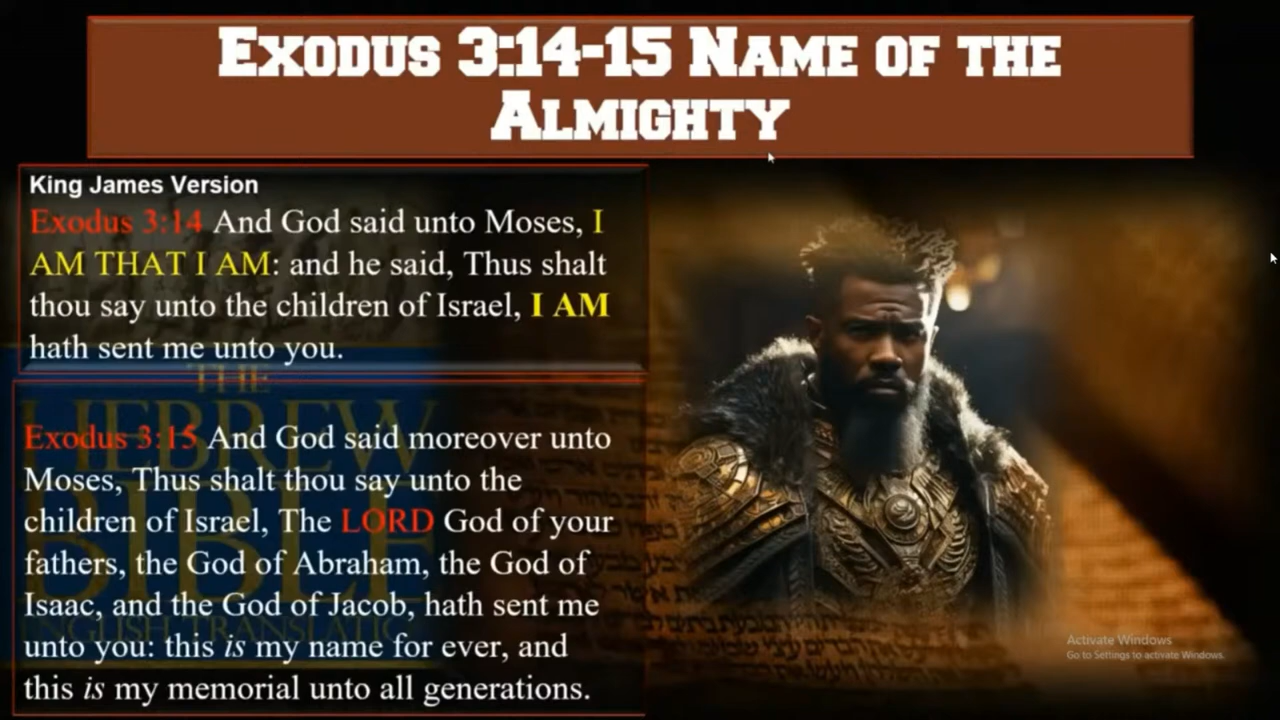 Exodus 3:14-15 Name of the
Almighty
King James Version
Exodus 3:14 And God said unto Moses, I
AM THAT I AM: and he said, Thus shalt
thou say unto the children of Israel, I AM
hath sent me unto you.
THE
HEBREW
BIBLE
Exodus 3:15 And God said moreover unto
Moses, Thus shalt thou say unto the
children of Israel, The LORD God of your
fathers, the God of Abraham, the God of
Isaac, and the God of Jacob, hath sent me
unto you: this is my name for ever, and
this is my memorial unto all generations.
Activate Windows
Go to Settings to activate Windows.